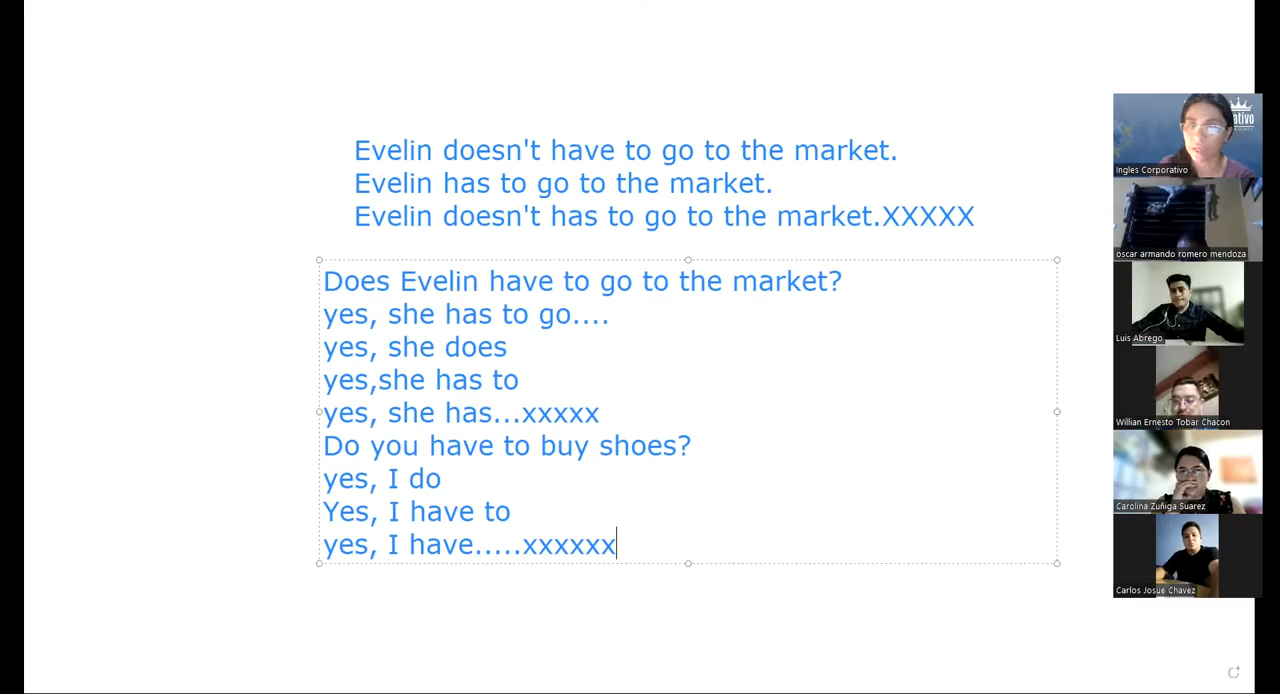 Evelin doesn't have to go to the market.
Evelin has to go to the market.
Evelin doesn't has to go to the market.XXXXX
Does Evelin have to go to the market?
yes, she has to go....
yes, she does
yes,she has to
yes, she has...xxxxx
Do you have to buy shoes?
yes, I do
Yes, I have to
yes, I have.....xxxxxx
ativo
Ingles Corporativo
oscar armando romero mendoza
Luis Abrego
Willian Ernesto Tobar Chacon
Carolina Zuñiga Suarez
Carlos Josue Chavez